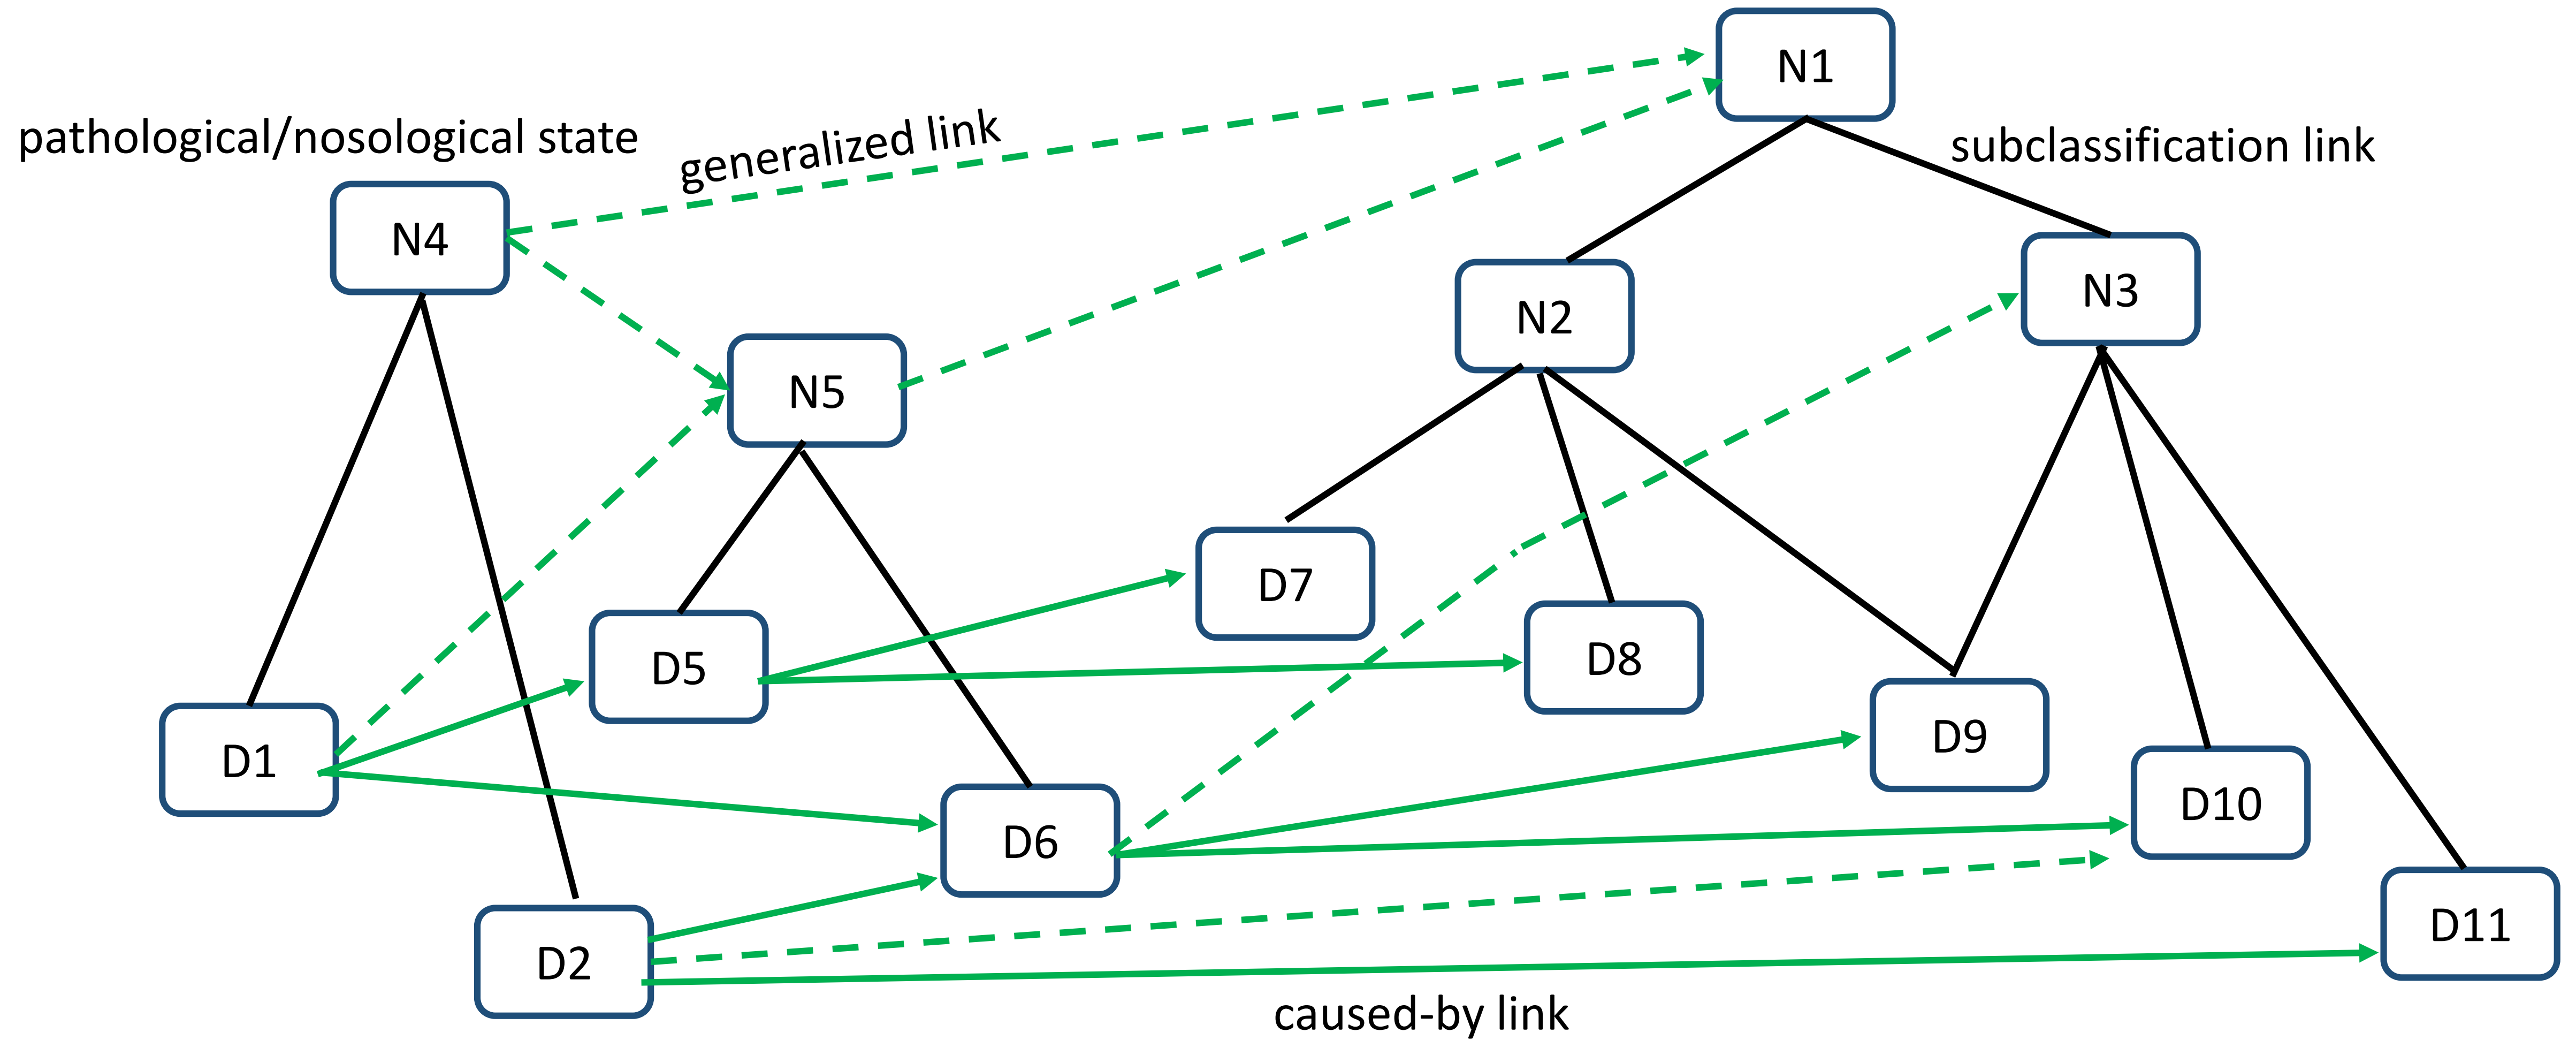 N1
generalized link
pathological/nosological state
subclassification link
N4
N3
N2
N5
D7
D5
D8
D9
D1
D10
D6
D11
D2
caused-by link